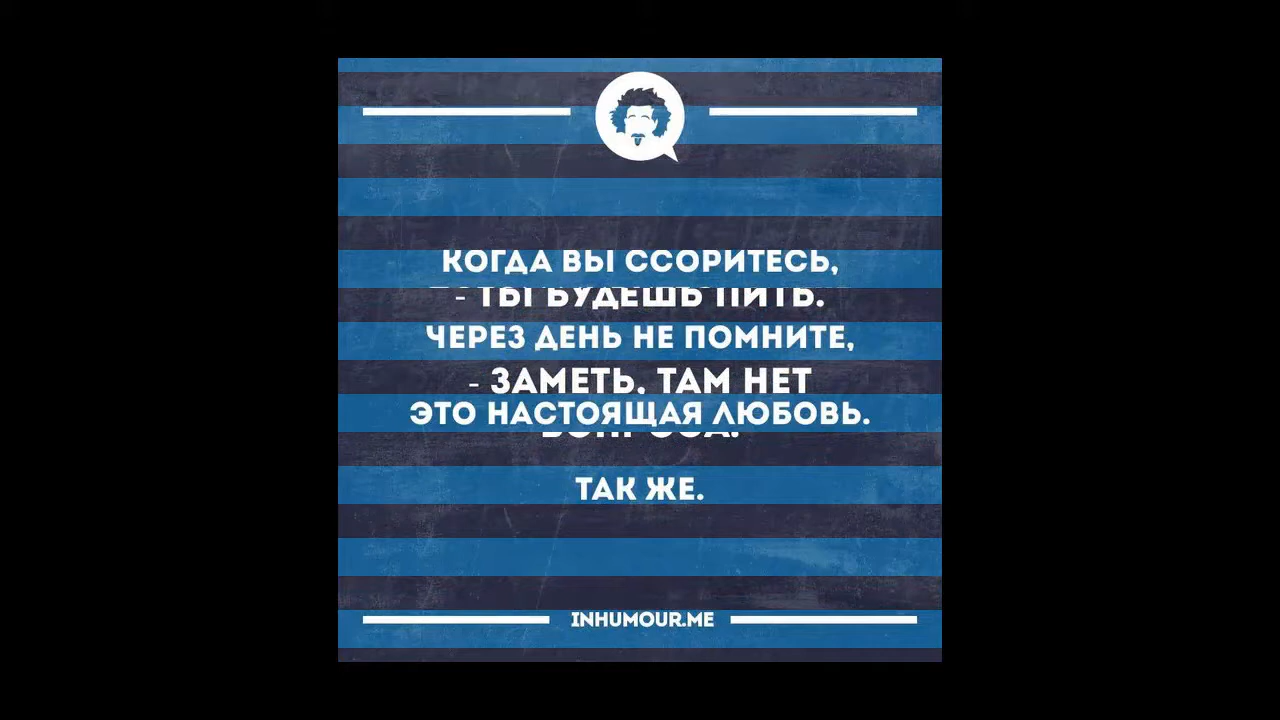 КОГДА ВЫ ССОРИТЕСЬ,
- ТЫ БУДЕШЬ ПИТЬ.
ЧЕРЕЗ ДЕНЬ НЕ ПОМНИТЕ,
- ЗАМЕТЬ. ТАМ НЕТ
ЭТО НАСТОЯЩАЯ ЛЮБОВЬ.
ТАК ЖЕ.
INHUMOUR.ME